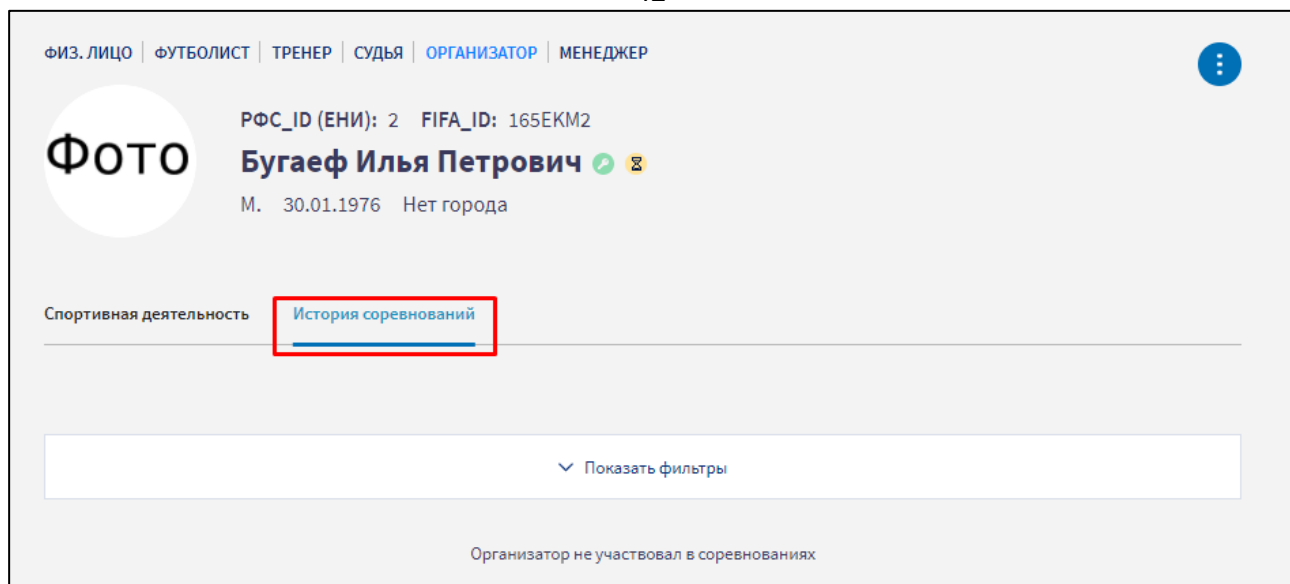 ФИЗ. ЛИЦО | ФУТБОЛИСТ | ТРЕНЕР | СУДЬЯ | ОРГАНИЗАТОР | МЕНЕДЖЕР
Фото
РФС_ID (ЕНИ): 2 FIFA_ID: 165EKM2
Бугаеф Илья Петрович
М. 30.01.1976 Нет города
Спортивная деятельность История соревнований
Показать фильтры
Организатор не участвовал в соревнованиях